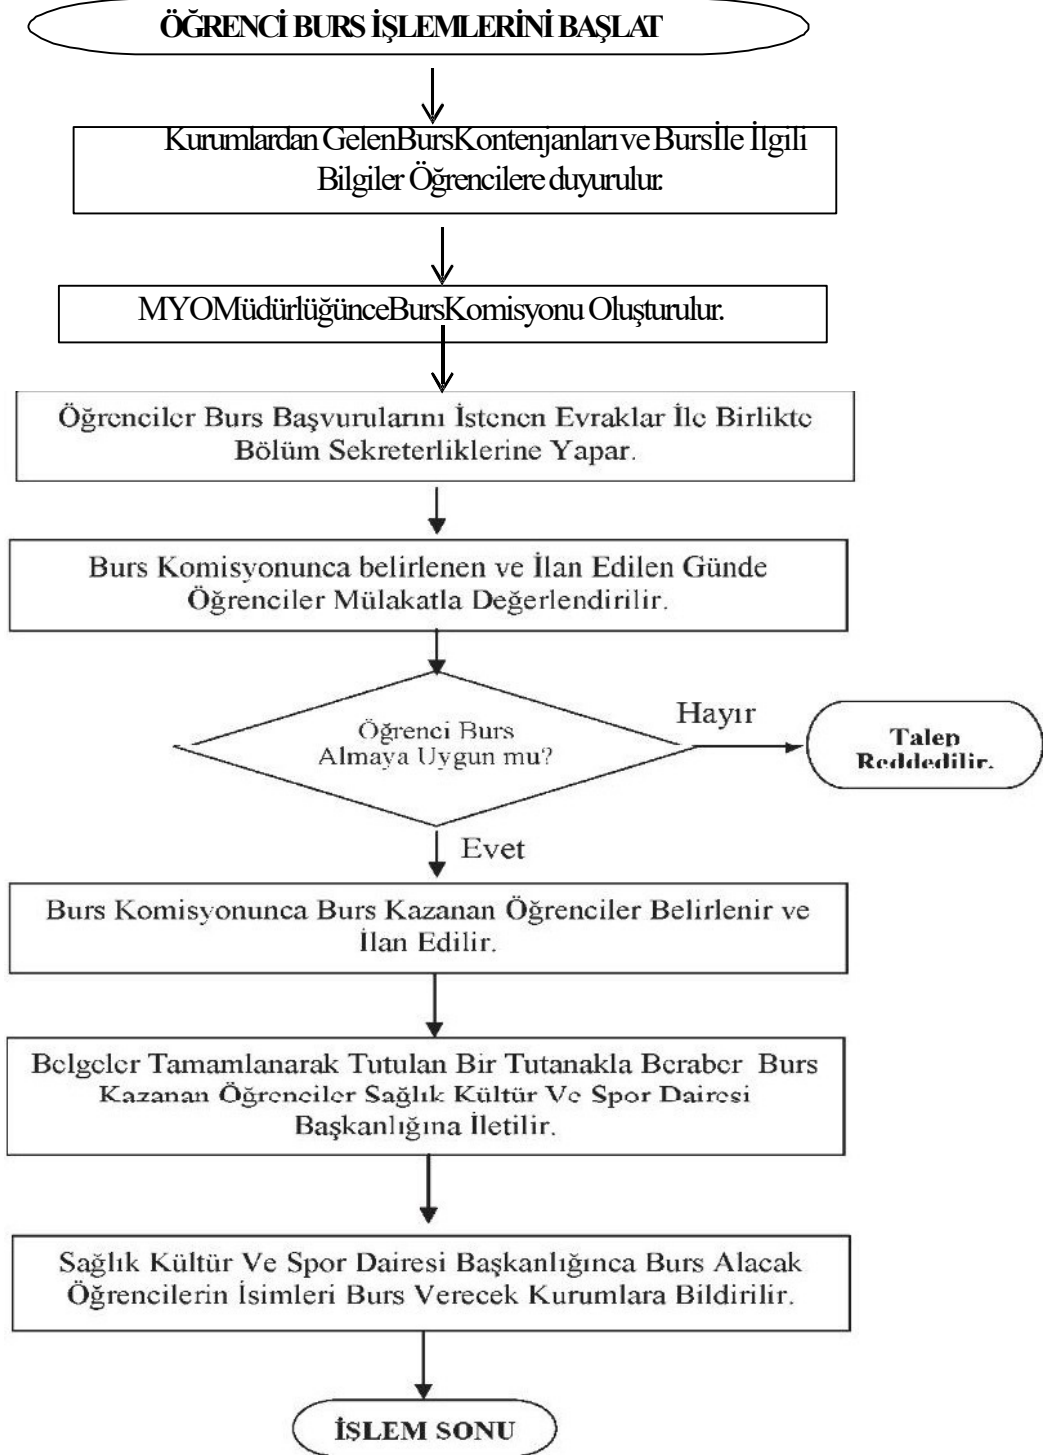 ÖĞRENCİ BURS İŞLEMLERİNİ BAŞLAT
Kurumlardan Gelen Burs Kontenjanları ve Burs İle İlgili
Bilgiler Öğrencilere duyurulur.
MYO Müdürlüğünce Burs Komisyonu Oluşturulur.
Öğrenciler Burs Başvurularını İstenen Evraklar İle Birlikte
Bölüm Sekreterliklerine Yapar.
Burs Komisyonunca belirlenen ve İlan Edilen Günde
Öğrenciler Mülakatla Değerlendirilir.
Öğrenci Burs
Almaya Uygun mu?
Hayır
Talep
Reddedilir.
Evet
Burs Komisyonunca Burs Kazanan Öğrenciler Belirlenir ve
İlan Edilir.
Belgeler Tamamlanarak Tutulan Bir Tutanakla Beraber Burs
Kazanan Öğrenciler Sağlık Kültür Ve Spor Dairesi
Başkanlığına İletilir.
Sağlık Kültür Ve Spor Dairesi Başkanlığınca Burs Alacak
Öğrencilerin İsimleri Burs Verecek Kurumlara Bildirilir.
İŞLEM SONU